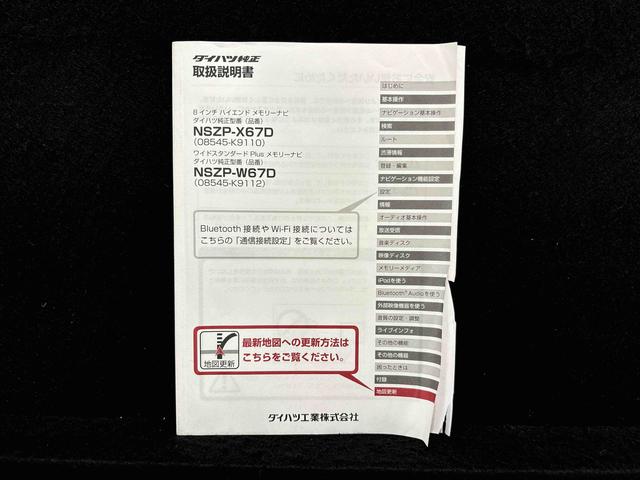 ダイハツ純正
取扱説明書
8インチ ハイエンド メモリーナビ
ダイハツ純正型番（品番）
NSZP-X67D
(08545-K9110)
ワイドスタンダード Plus メモリーナビ
ダイハツ純正型番（品番）
NSZP-W67D
(08545-K9112)
Bluetooth 接続や Wi-Fi 接続については
こちらの「通信接続設定」をご覧ください。
最新地図への更新方法は
こちらをご覧ください。
地図更新
ダイハツ工業株式会社
はじめに
基本操作
ナビゲーション基本操作
検索
ルート
渋滞情報
登録・編集
ナビゲーション機能設定
設定
情報
オーディオ基本操作
放送受信
音楽ディスク
映像ディスク
メモリーメディア
iPodを使う
Bluetooth® Audioを使う
外部映像機器を使う
音質の設定・調整
ライブインフォ
その他の機能
その他の機能
困ったときは
付録
地図更新